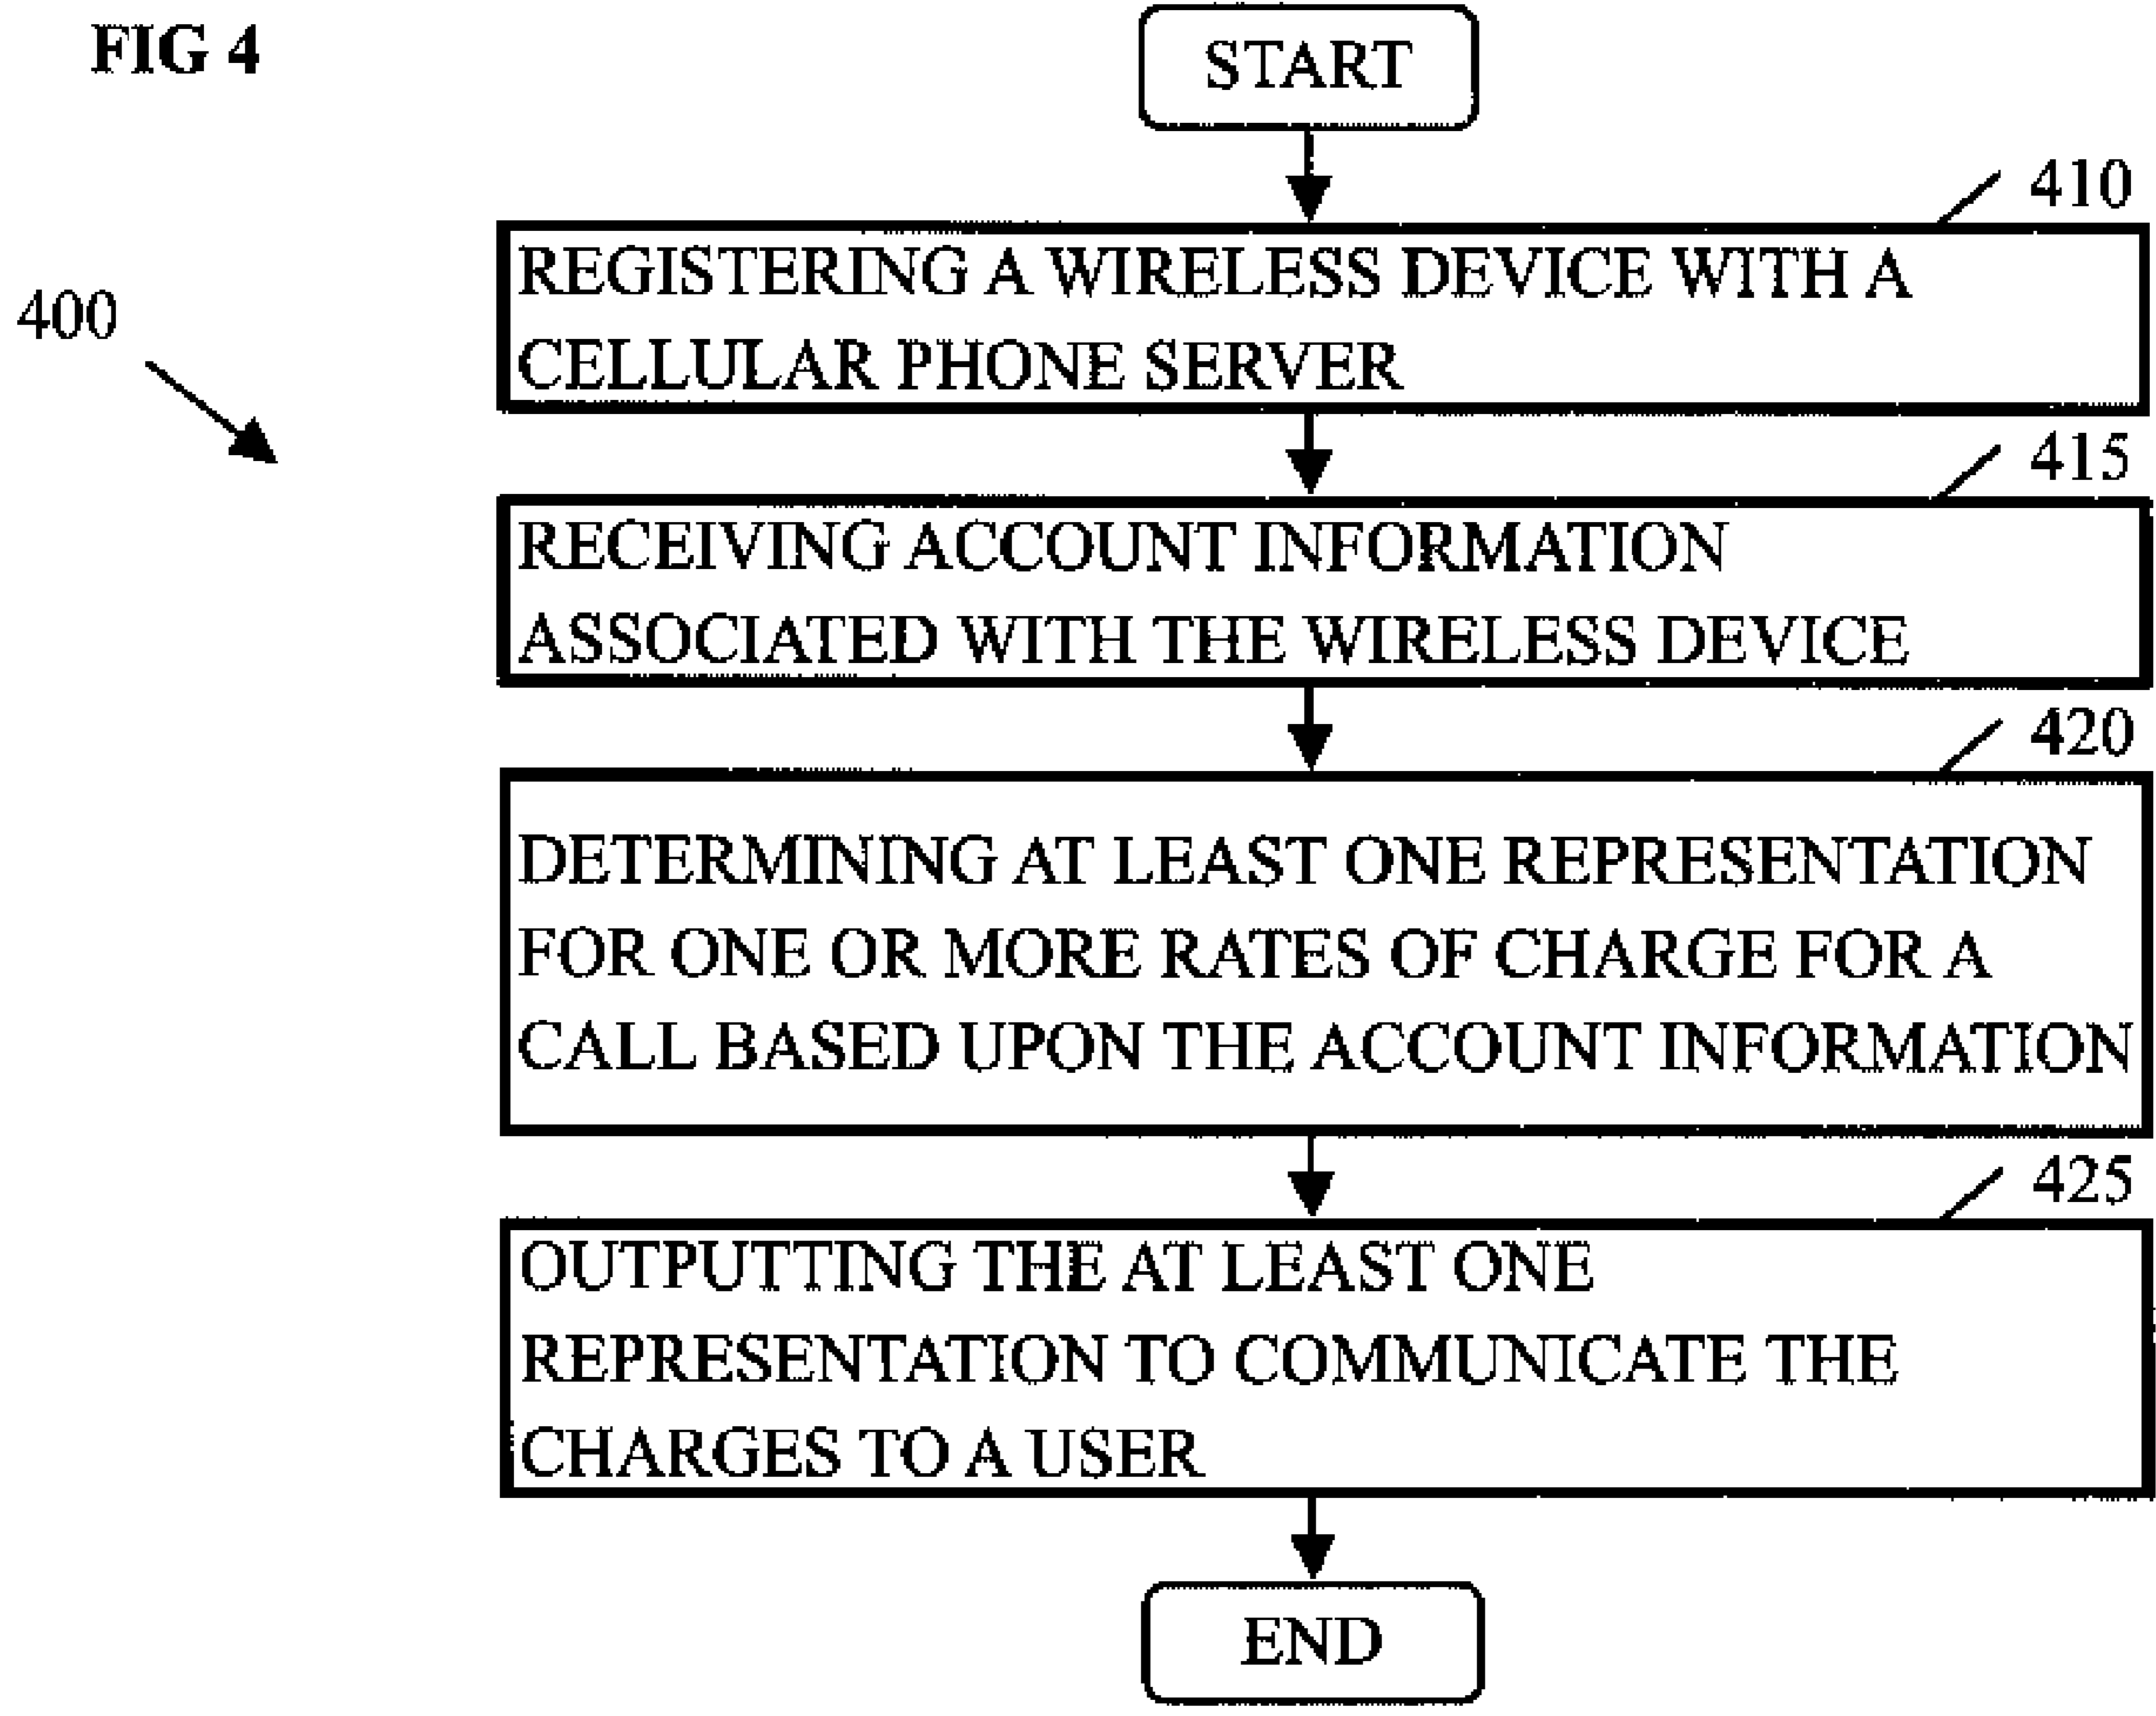 FIG 4
START
410
REGISTERING A WIRELESS DEVICE WITH A
CELLULAR PHONE SERVER
400
415
RECEIVING ACCOUNT INFORMATION
ASSOCIATED WITH THE WIRELESS DEVICE
420
DETERMINING AT LEAST ONE REPRESENTATION
FOR ONE OR MORE RATES OF CHARGE FOR A
CALL BASED UPON THE ACCOUNT INFORMATION
425
OUTPUTTING THE AT LEAST ONE
REPRESENTATION TO COMMUNICATE THE
CHARGES TO A USER
END